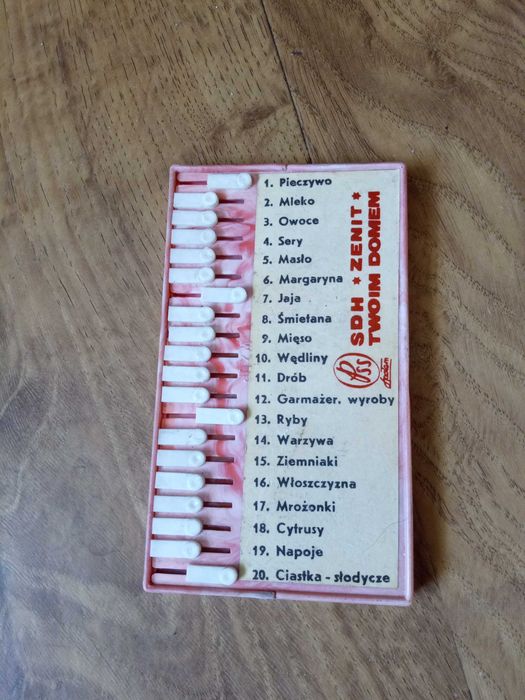 1. Pieczywo
2. Mleko
3. Owoce
4. Sery
5. Masło
6. Margaryna
7. Jaja
8. Śmietana
9. Mięso
10. Wędliny
11. Drób
12. Garmażer. wyroby
13. Ryby
14. Warzywa
15. Ziemniaki
16. Włoszczyzna
17. Mrożonki
18. Cytrusy
19. Napoje
20. Ciastka - słodycze
SDH * ZENIT *
TWOIM DOMEM
PSS
Społem